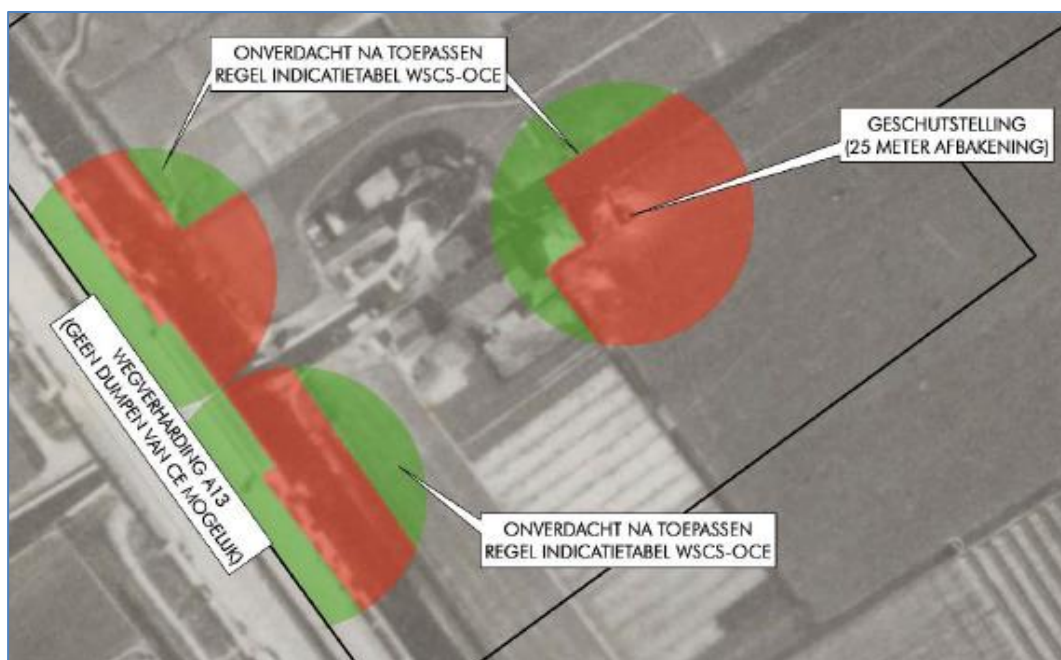 ONVERDACHT NA TOEPASSEN
REGEL INDICATIETABEL WSCS-OCE
GESCHUTSTELLING
(25 METER AFBAKENING)
WEGVERHARDING A13
(GEEN DUMPEN VAN CE MOGELIJK)
ONVERDACHT NA TOEPASSEN
REGEL INDICATIETABEL WSCS-OCE